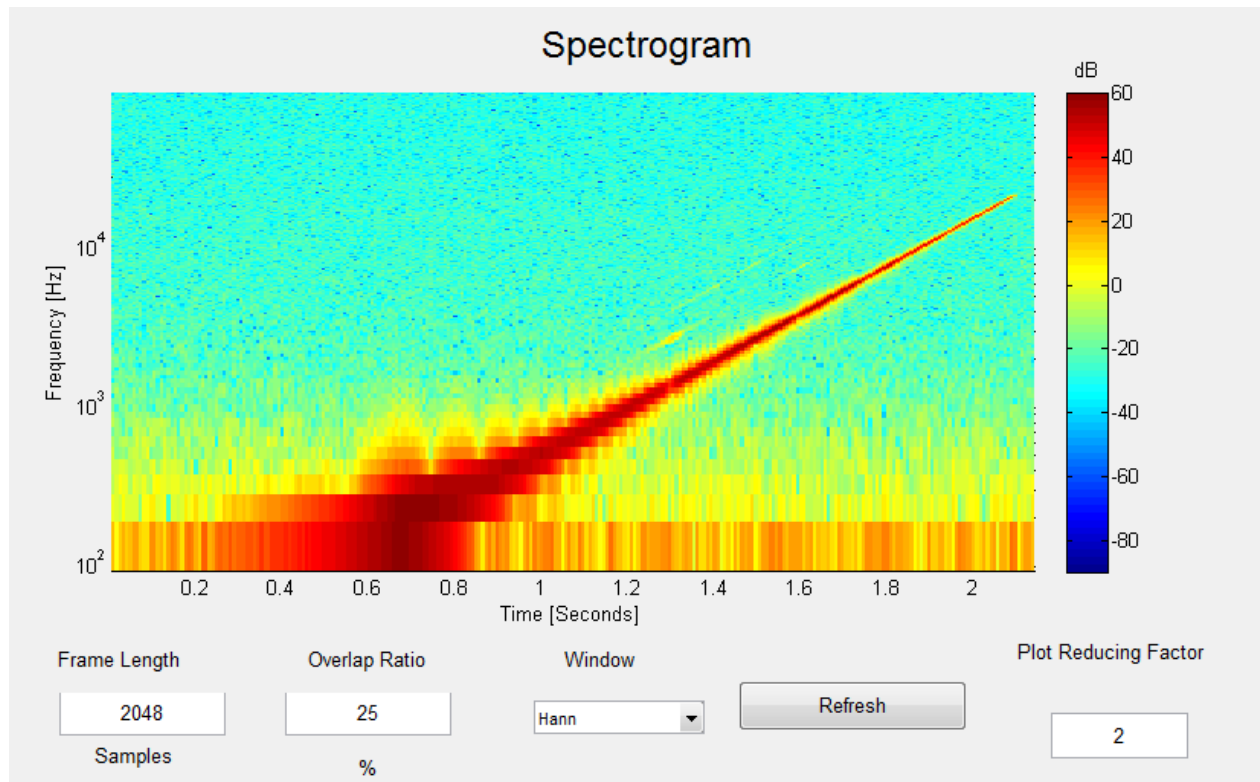 Spectrogram
dB
60
40
20
0
-20
-40
-60
-80
Frequency [Hz]
10^4
10^3
10^2
0.2 0.4 0.6 0.8 1 1.2 1.4 1.6 1.8 2
Time [Seconds]
Frame Length Overlap Ratio Window Plot Reducing Factor
2048 25 Hann Refresh 2
Samples %